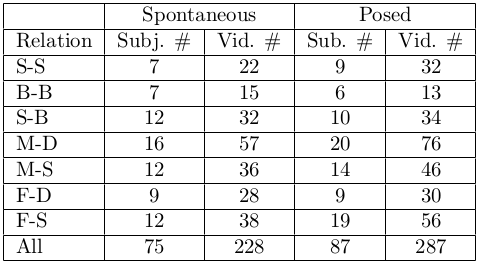 Spontaneous Posed
Relation Subj. # Vid. # Sub. # Vid. #
S-S 7 22 9 32
B-B 7 15 6 13
S-B 12 32 10 34
M-D 16 57 20 76
M-S 12 36 14 46
F-D 9 28 9 30
F-S 12 38 19 56
All 75 228 87 287